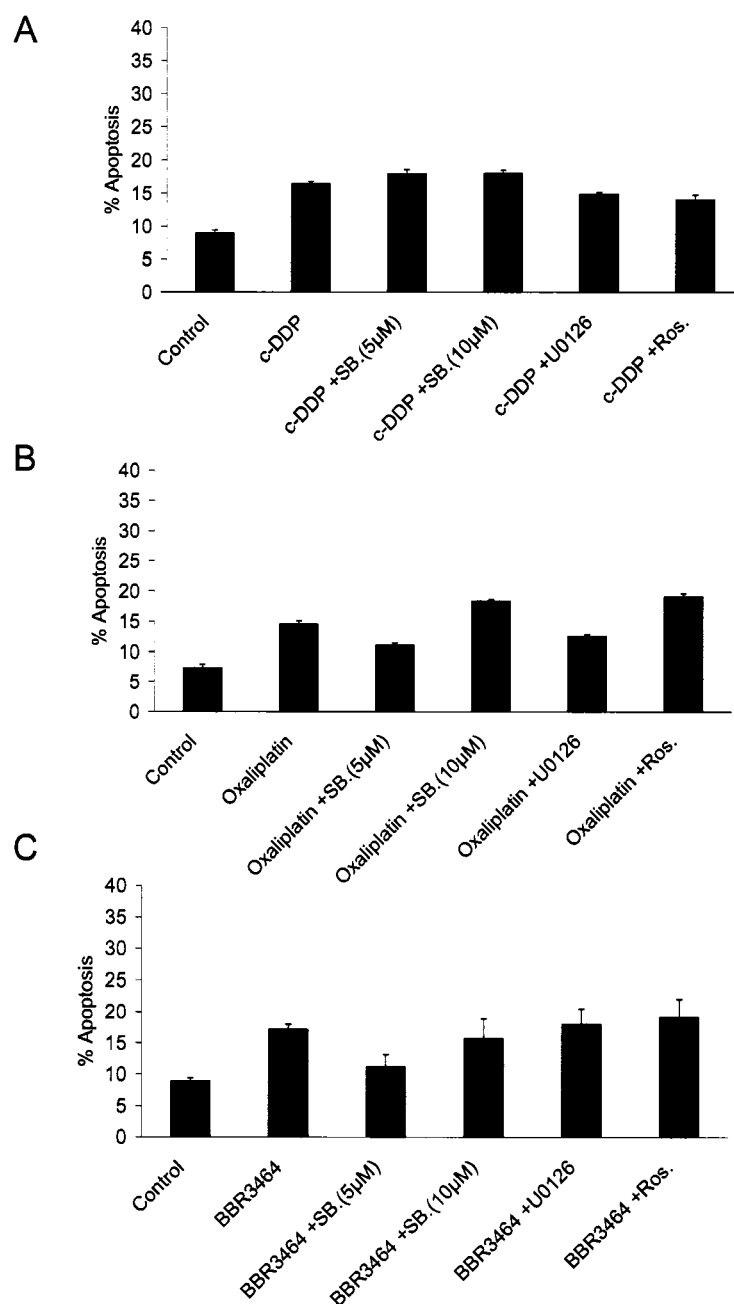 A
% Apoptosis
40
35
30
25
20
15
10
5
0
Control
c-DDP
c-DDP +SB.(5µM)
c-DDP +SB.(10µM)
c-DDP +U0126
c-DDP +Ros.
B
% Apoptosis
40
35
30
25
20
15
10
5
0
Control
Oxaliplatin
Oxaliplatin +SB.(5µM)
Oxaliplatin +SB.(10µM)
Oxaliplatin +U0126
Oxaliplatin +Ros.
C
% Apoptosis
40
35
30
25
20
15
10
5
0
Control
BBR3464
BBR3464 +SB.(5µM)
BBR3464 +SB.(10µM)
BBR3464 +U0126
BBR3464 +Ros.